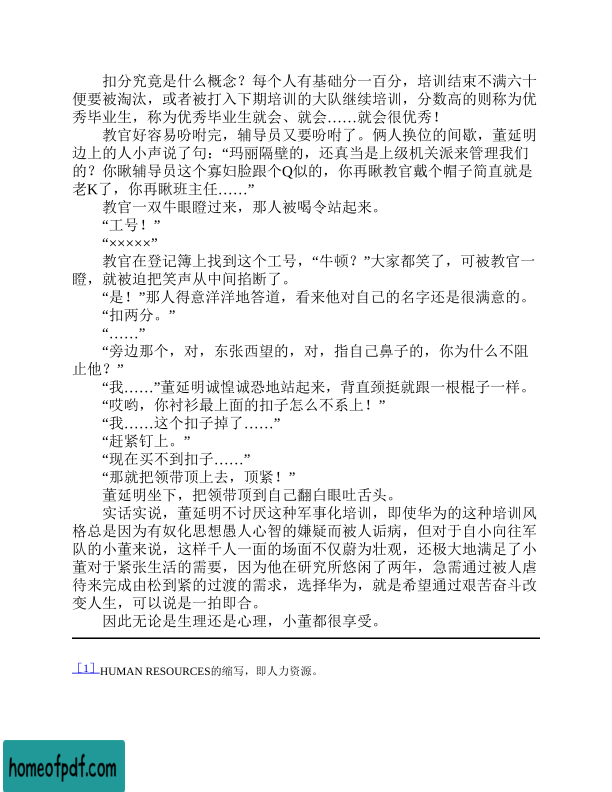 扣分究竟是什么概念？每个人有基础分一百分，培训结束不满六十
便要被淘汰，或者被打入下期培训的大队继续培训，分数高的则称为优
秀毕业生，称为优秀毕业生就会、就会……就会很优秀！
教官好容易吩咐完，辅导员又要吩咐了。俩人换位的间歇，董延明
边上的人小声说了句：“玛丽隔壁的，还真当是上级机关派来管理我们
的？你瞅辅导员这个寡妇脸跟个Q似的，你再瞅教官戴个帽子简直就是
老K了，你再瞅班主任……”
教官一双牛眼瞪过来，那人被喝令站起来。
“工号！”
“×××××”
教官在登记簿上找到这个工号，“牛顿？”大家都笑了，可被教官一
瞪，就被迫把笑声从中间掐断了。
“是！”那人得意洋洋地答道，看来他对自己的名字还是很满意的。
“扣两分。”
“……”
“旁边那个，对，东张西望的，对，指自己鼻子的，你为什么不阻
止他？”
“我……”董延明诚惶诚恐地站起来，背直颈挺就跟一根棍子一样。
“哎哟，你衬衫最上面的扣子怎么不系上！”
“我……这个扣子掉了……”
“赶紧钉上。”
“现在买不到扣子……”
“那就把领带顶上去，顶紧！”
董延明坐下，把领带顶到自己翻白眼吐舌头。
实话实说，董延明不讨厌这种军事化培训，即使华为的这种培训风
格总是因为有奴化思想愚人心智的嫌疑而被人诟病，但对于自小向往军
队的小董来说，这样千人一面的场面不仅蔚为壮观，还极大地满足了小
董对于紧张生活的需要，因为他在研究所悠闲了两年，急需通过被人虐
待来完成由松到紧的过渡的需求，选择华为，就是希望通过艰苦奋斗改
变人生，可以说是一拍即合。
因此无论是生理还是心理，小董都很享受。
［1］HUMAN RESOURCES的缩写，即人力资源。
homeofpdf.com